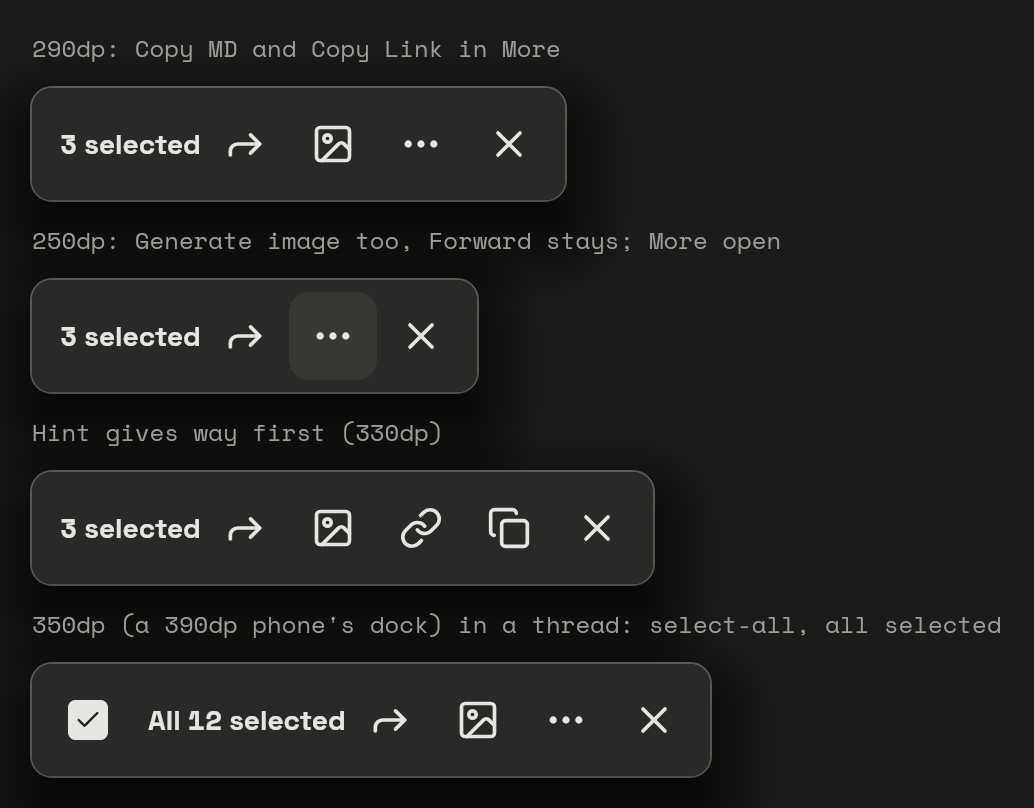 290dp: Copy MD and Copy Link in More
3 selected
250dp: Generate image too, Forward stays; More open
3 selected
Hint gives way first (330dp)
3 selected
350dp (a 390dp phone's dock) in a thread: select-all, all selected
All 12 selected